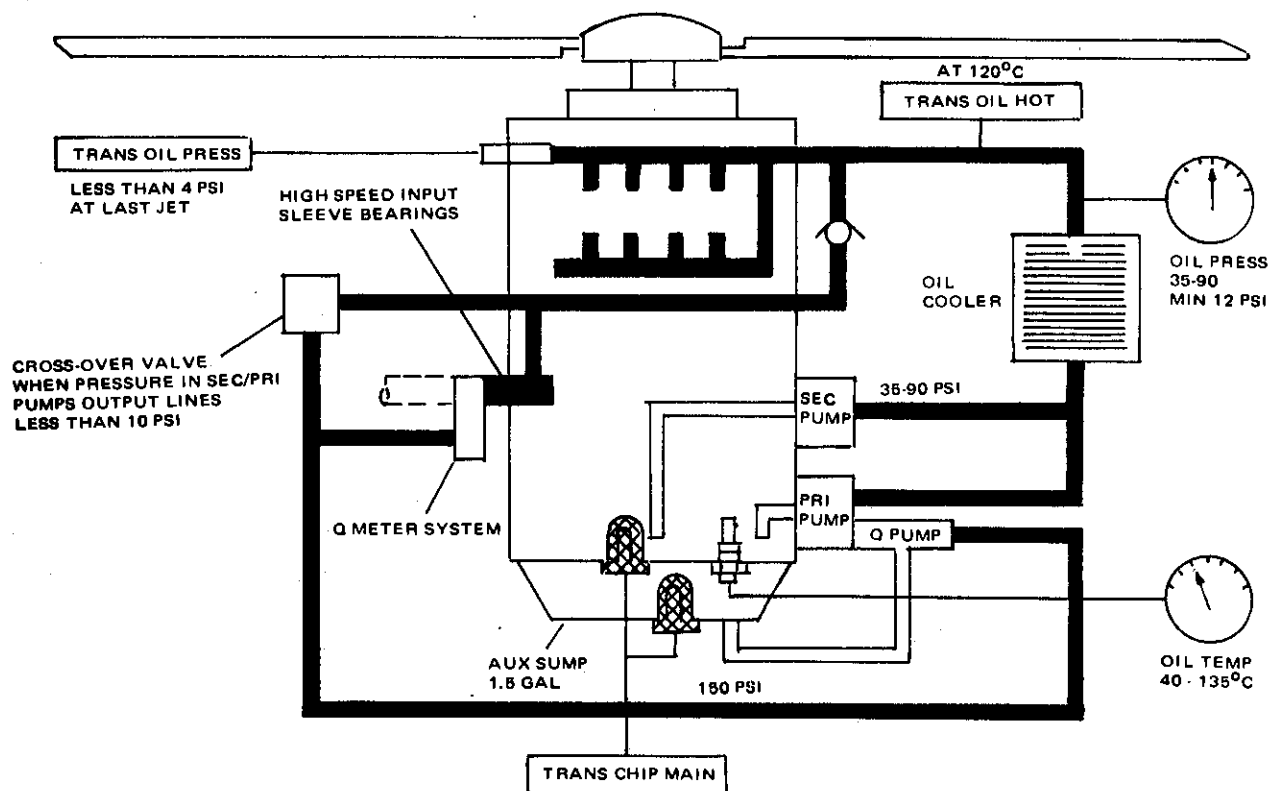 AT 120°C
TRANS OIL HOT
TRANS OIL PRESS
LESS THAN 4 PSI
AT LAST JET
HIGH SPEED INPUT
SLEEVE BEARINGS
OIL PRESS
35-90
MIN 12 PSI
OIL
COOLER
CROSS-OVER VALVE
WHEN PRESSURE IN SEC/PRI
PUMPS OUTPUT LINES
LESS THAN 10 PSI
SEC
PUMP
35-90 PSI
Q METER SYSTEM
PRI
PUMP
Q PUMP
AUX SUMP
1.5 GAL
150 PSI
OIL TEMP
40 - 135°C
TRANS CHIP MAIN